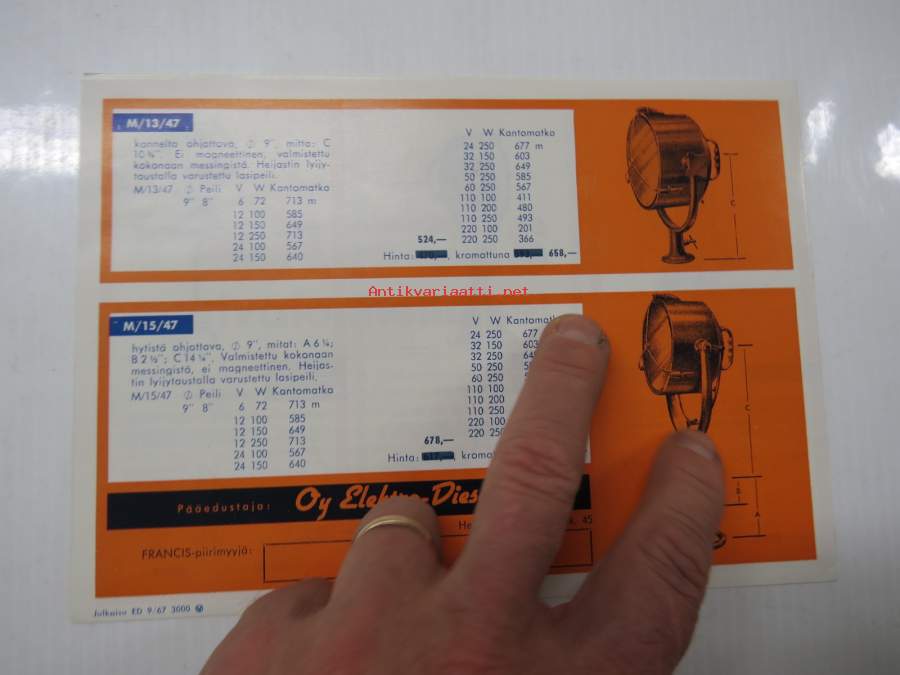 M/13/47
kannelta ohjattava, ∅ 9", mitta: C
10 ¾". Ei magneettinen, valmistettu
kokonaan messingistä. Heijastin lyijy-
taustalla varustettu lasipeili.
M/13/47 ∅ Peili V W Kantomatka
9" 8" 6 72 713 m
12 100 585
12 150 649
12 250 713
24 100 567
24 150 640
V W Kantomatka
24 250 677 m
32 150 603
32 250 649
50 250 585
60 250 567
110 100 411
110 200 480
110 250 493
220 100 201
220 250 366
524,—
Hinta: , kromattuna 658,—
C
Antikvariaatti.net
M/15/47
hytistä ohjattava, ∅ 9", mitat: A 6 ¼;
B 2 ½"; C 14 ¼". Valmistettu kokonaan
messingistä, ei magneettinen. Heijas-
tin lyijytaustalla varustettu lasipeili.
M/15/47 ∅ Peili V W Kantomatka
9" 8" 6 72 713 m
12 100 585
12 150 649
12 250 713
24 100 567
24 150 640
V W Kantomatka
24 250 677
32 150 603
32 250
50 250
60 250
110 100
110 200
110 250
220 100
220 250
678,—
Hinta: , kromattu
C
B
A
Pääedustaja: Oy Elektro-Dies
He 45
FRANCIS-piirimyyjä:
Julkaisu ED 9/67 3000